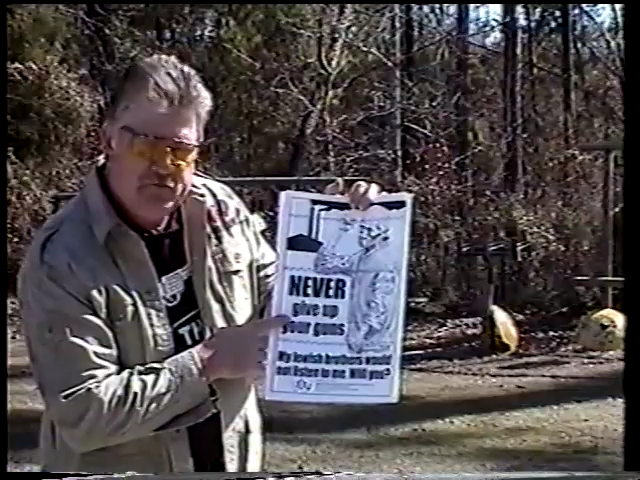 NEVER
give up
your guns
My Jewish brothers would
not listen to me. Will you?